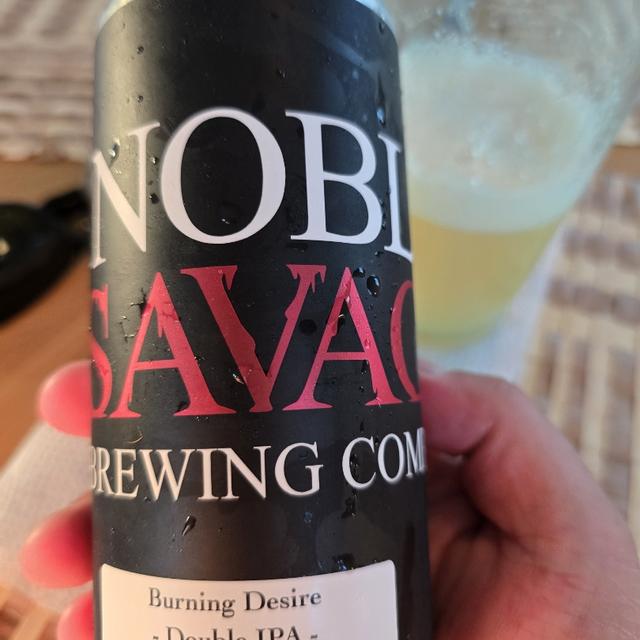 NOBL
SAVAG
BREWING COM
Burning Desire
- Double IPA -